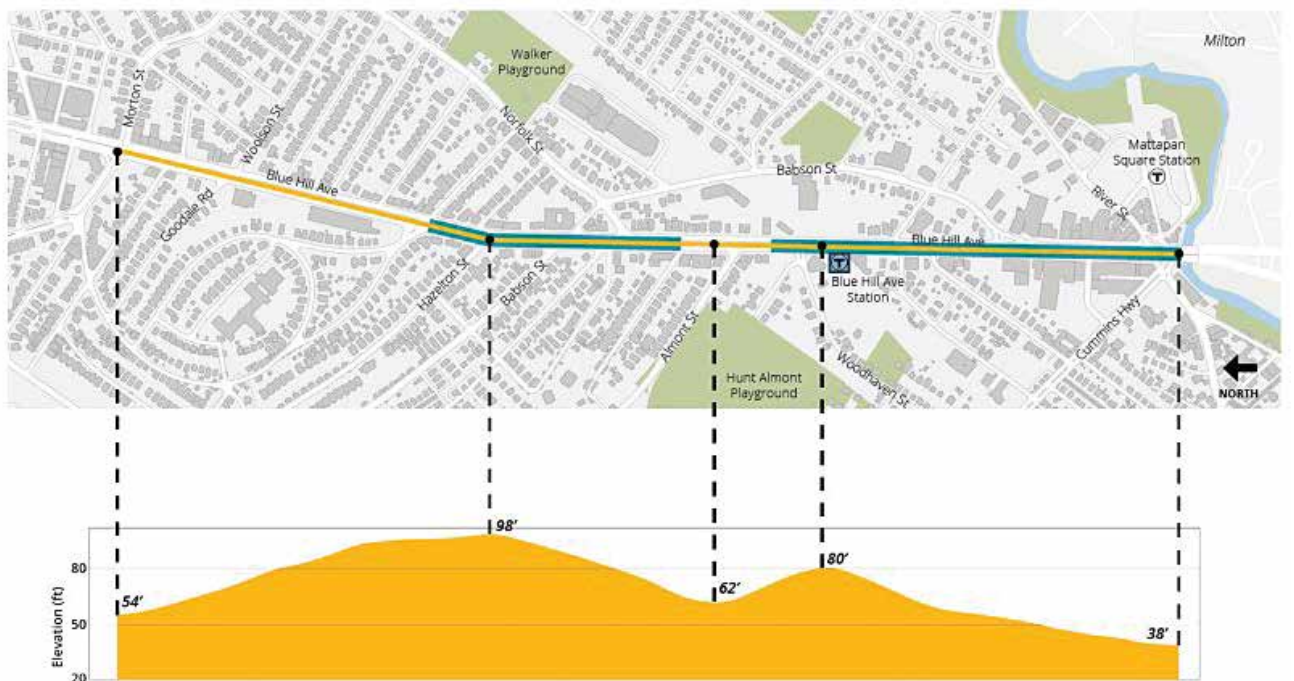 Milton
Walker
Playground
Morton St
Woolson St
Norfolk St
Mattapan
Square Station
T
Babson St
River St
Blue Hill Ave
Goodale Rd
Blue Hill Ave
Hazelton St
Babson St
T
Blue Hill Ave
Station
Almont St
Cummins Hwy
Woodhaven St
Hunt Almont
Playground
NORTH
98'
80
80'
62'
54'
50
38'
20
Elevation (ft)